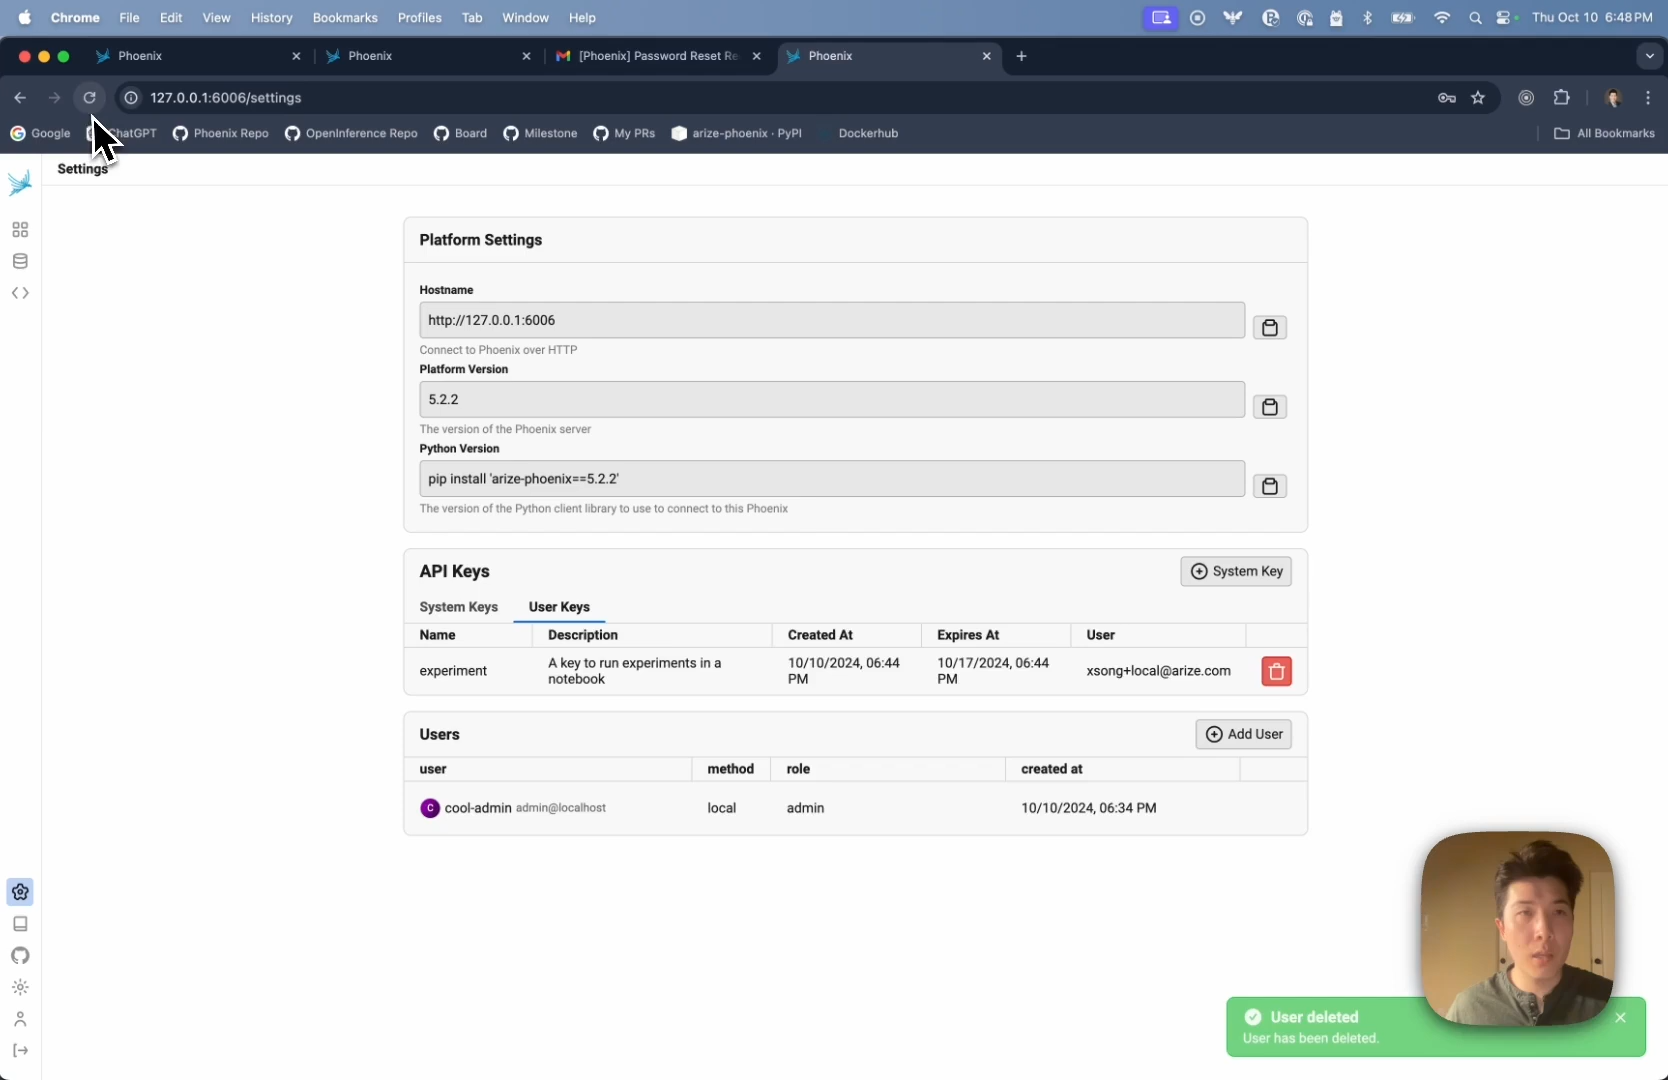 Chrome File Edit View History Bookmarks Profiles Tab Window Help Thu Oct 10 6:48 PM
Phoenix Phoenix [Phoenix] Password Reset Re Phoenix
127.0.0.1:6006/settings
Google ChatGPT Phoenix Repo OpenInference Repo Board Milestone My PRs arize-phoenix · PyPI Dockerhub All Bookmarks
Settings
Platform Settings
Hostname
http://127.0.0.1:6006
Connect to Phoenix over HTTP
Platform Version
5.2.2
The version of the Phoenix server
Python Version
pip install 'arize-phoenix==5.2.2'
The version of the Python client library to use to connect to this Phoenix
API Keys System Key
System Keys User Keys
Name Description Created At Expires At User
experiment A key to run experiments in a notebook 10/10/2024, 06:44 PM 10/17/2024, 06:44 PM xsong+local@arize.com
Users Add User
user method role created at
C cool-admin admin@localhost local admin 10/10/2024, 06:34 PM
User deleted
User has been deleted.